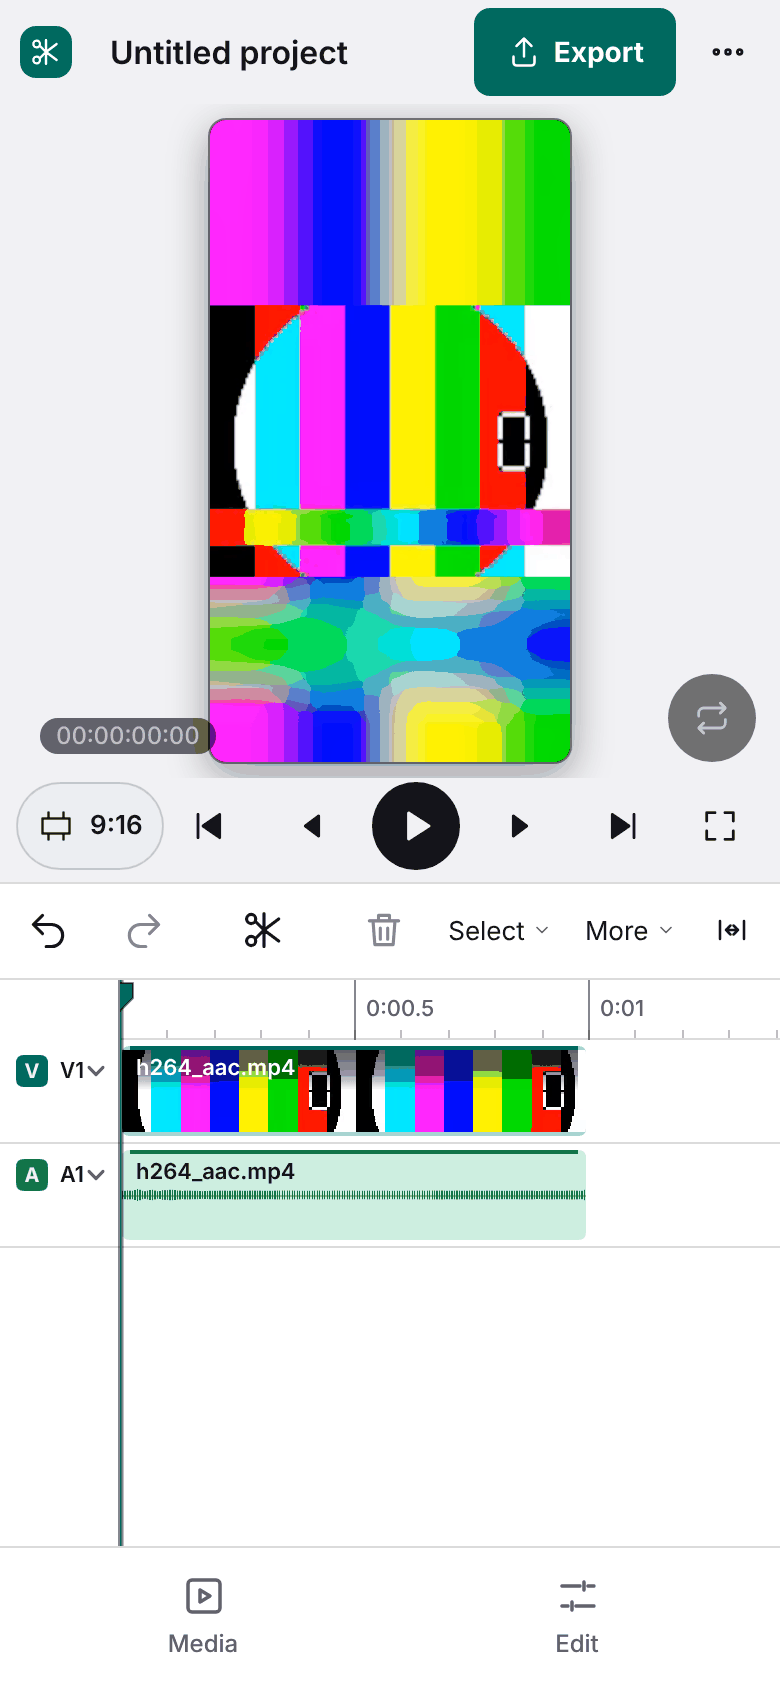 Untitled project
Export
00:00:00:00
9:16
Select
More
0:00.5
0:01
V V1
h264_aac.mp4
A A1
h264_aac.mp4
Media
Edit